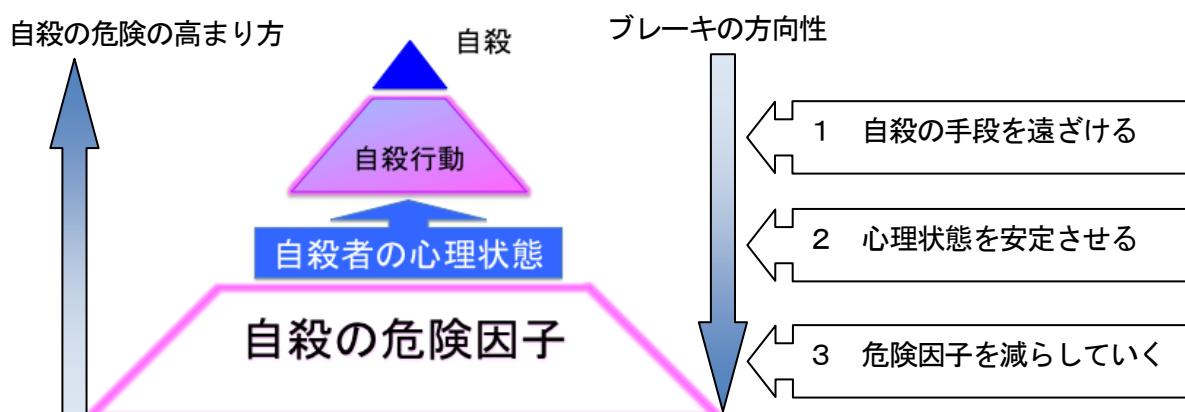 自殺の危険の高まり方
自殺
ブレーキの方向性
自殺行動
自殺者の心理状態
自殺の危険因子
1 自殺の手段を遠ざける
2 心理状態を安定させる
3 危険因子を減らしていく